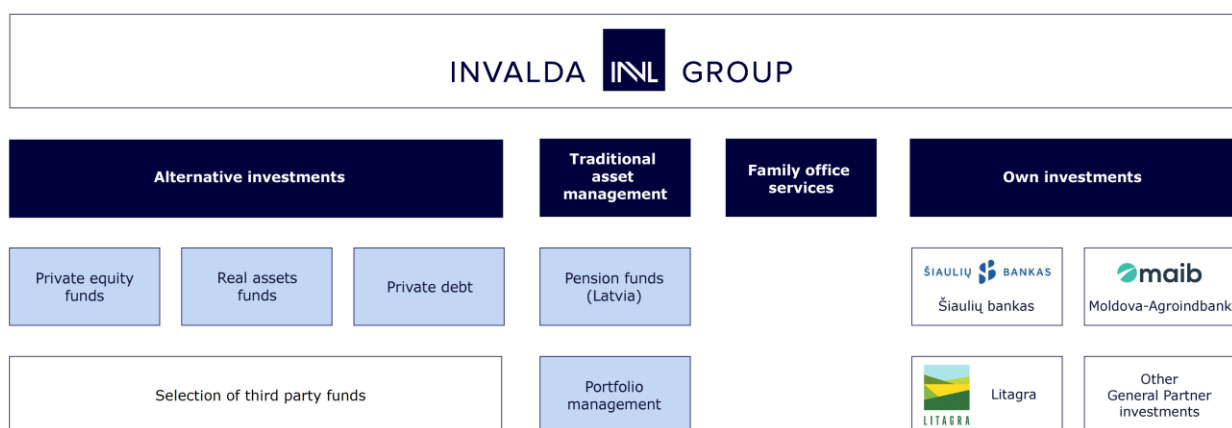 INVALDA INVL GROUP
Alternative investments
Traditional
asset
management
Family office
services
Own investments
Private equity
funds
Real assets
funds
Private debt
Pension funds
(Latvia)
ŠIAULIŲ BANKAS
Šiaulių bankas
maib
Moldova-Agroindbank
Selection of third party funds
Portfolio
management
LITAGRA
Litagra
Other
General Partner
investments